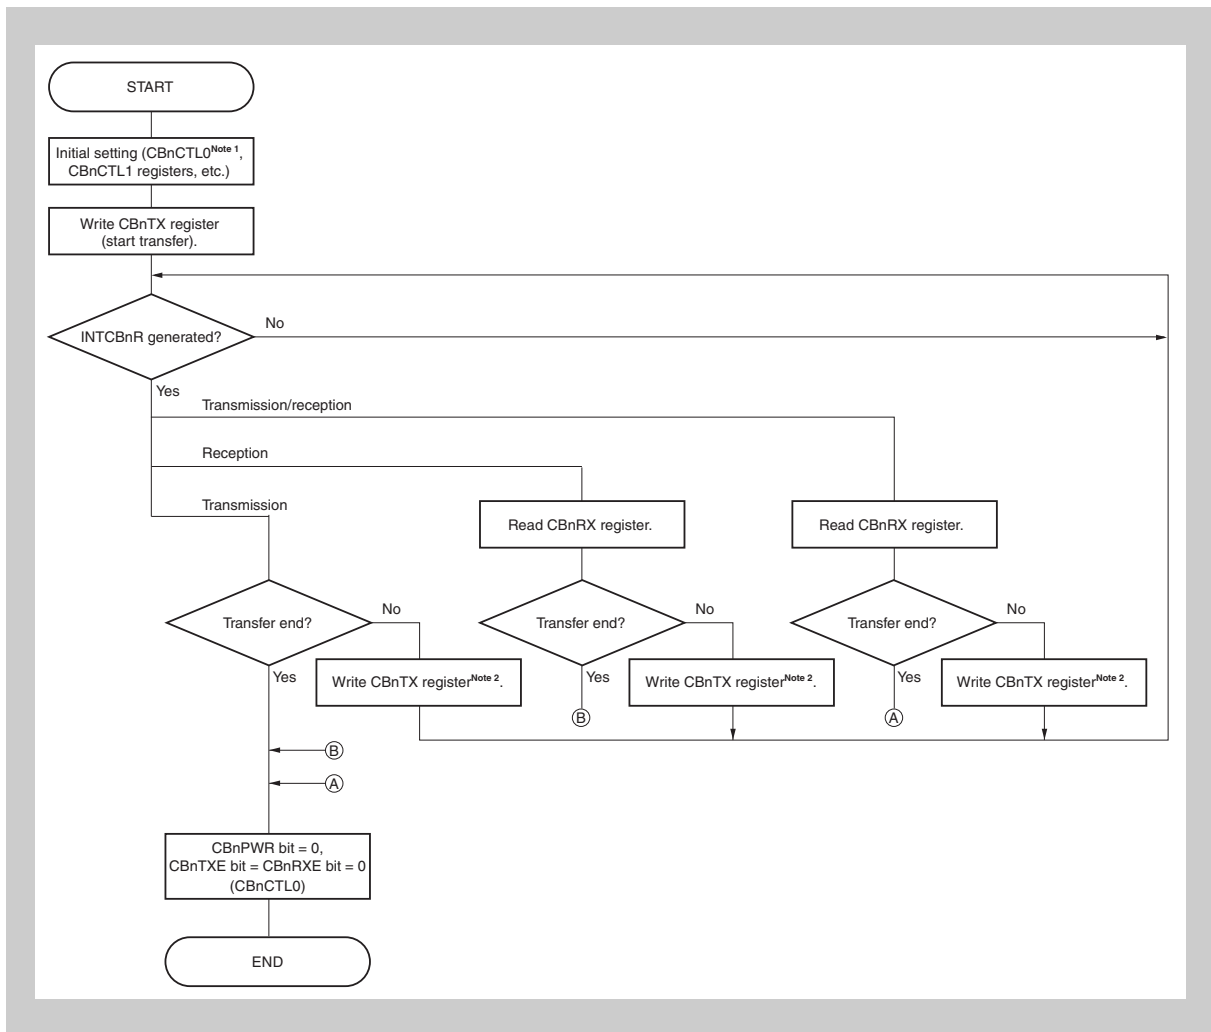 START
Initial setting (CBnCTL0Note 1,
CBnCTL1 registers, etc.)
Write CBnTX register
(start transfer).
INTCBnR generated?
No
Yes
Transmission/reception
Reception
Transmission
Read CBnRX register.
Read CBnRX register.
Transfer end?
No
Transfer end?
No
Transfer end?
No
Yes
Write CBnTX registerNote 2.
Yes
Write CBnTX registerNote 2.
Yes
Write CBnTX registerNote 2.
B
A
B
A
CBnPWR bit = 0,
CBnTXE bit = CBnRXE bit = 0
(CBnCTL0)
END